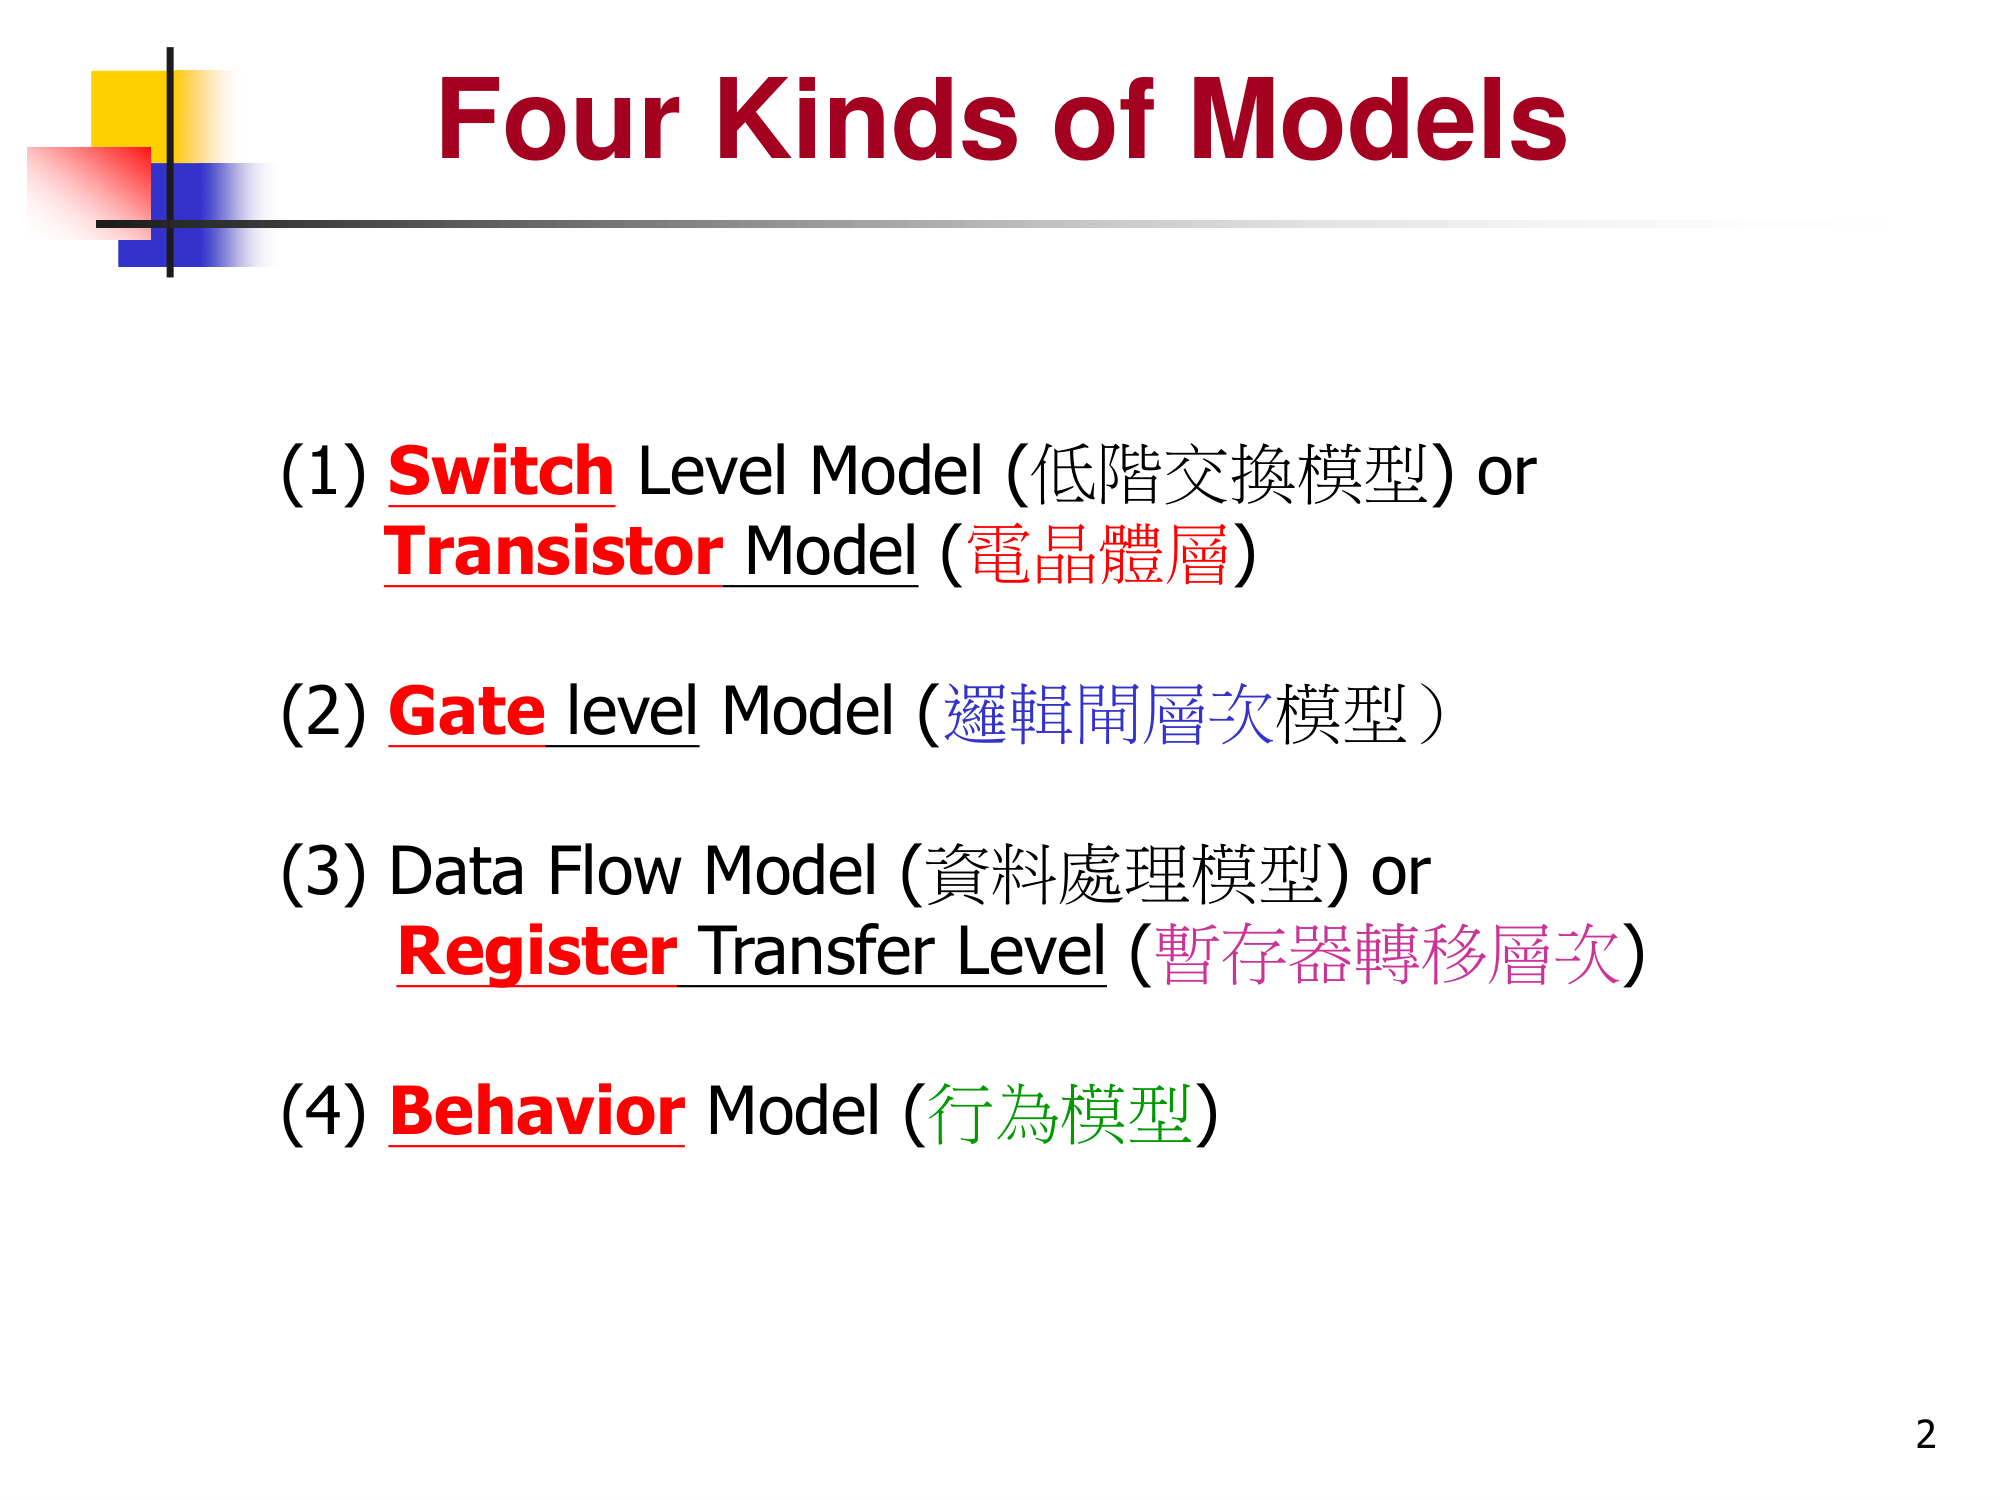 Four Kinds of Models
(1) Switch Level Model (低階交換模型) or
Transistor Model (電晶體層)
(2) Gate level Model (邏輯閘層次模型）
(3) Data Flow Model (資料處理模型) or
Register Transfer Level (暫存器轉移層次)
(4) Behavior Model (行為模型)
2